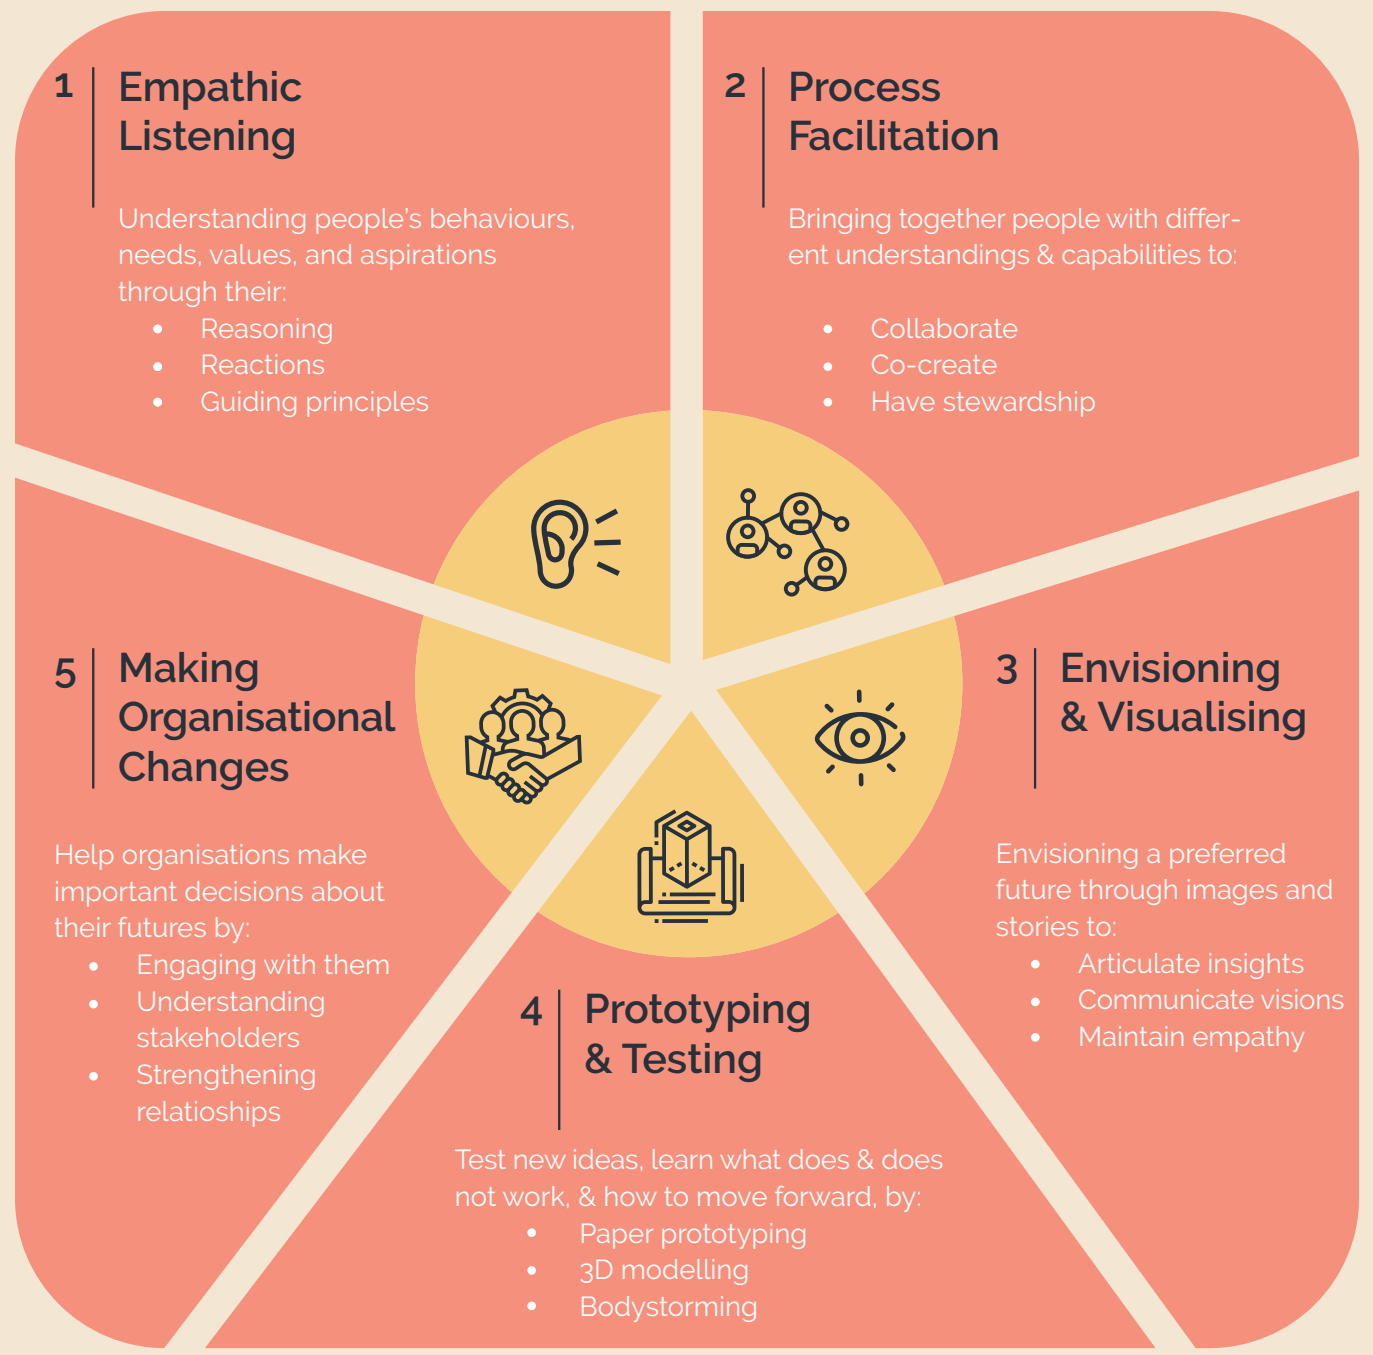 1
Empathic
Listening
Understanding people's behaviours,
needs, values, and aspirations
through their:
• Reasoning
• Reactions
• Guiding principles
2
Process
Facilitation
Bringing together people with differ-
ent understandings & capabilities to:
• Collaborate
• Co-create
• Have stewardship
3
Envisioning
& Visualising
Envisioning a preferred
future through images and
stories to:
• Articulate insights
• Communicate visions
• Maintain empathy
4
Prototyping
& Testing
Test new ideas, learn what does & does
not work, & how to move forward, by:
• Paper prototyping
• 3D modelling
• Bodystorming
5
Making
Organisational
Changes
Help organisations make
important decisions about
their futures by:
• Engaging with them
• Understanding
stakeholders
• Strengthening
relatioships